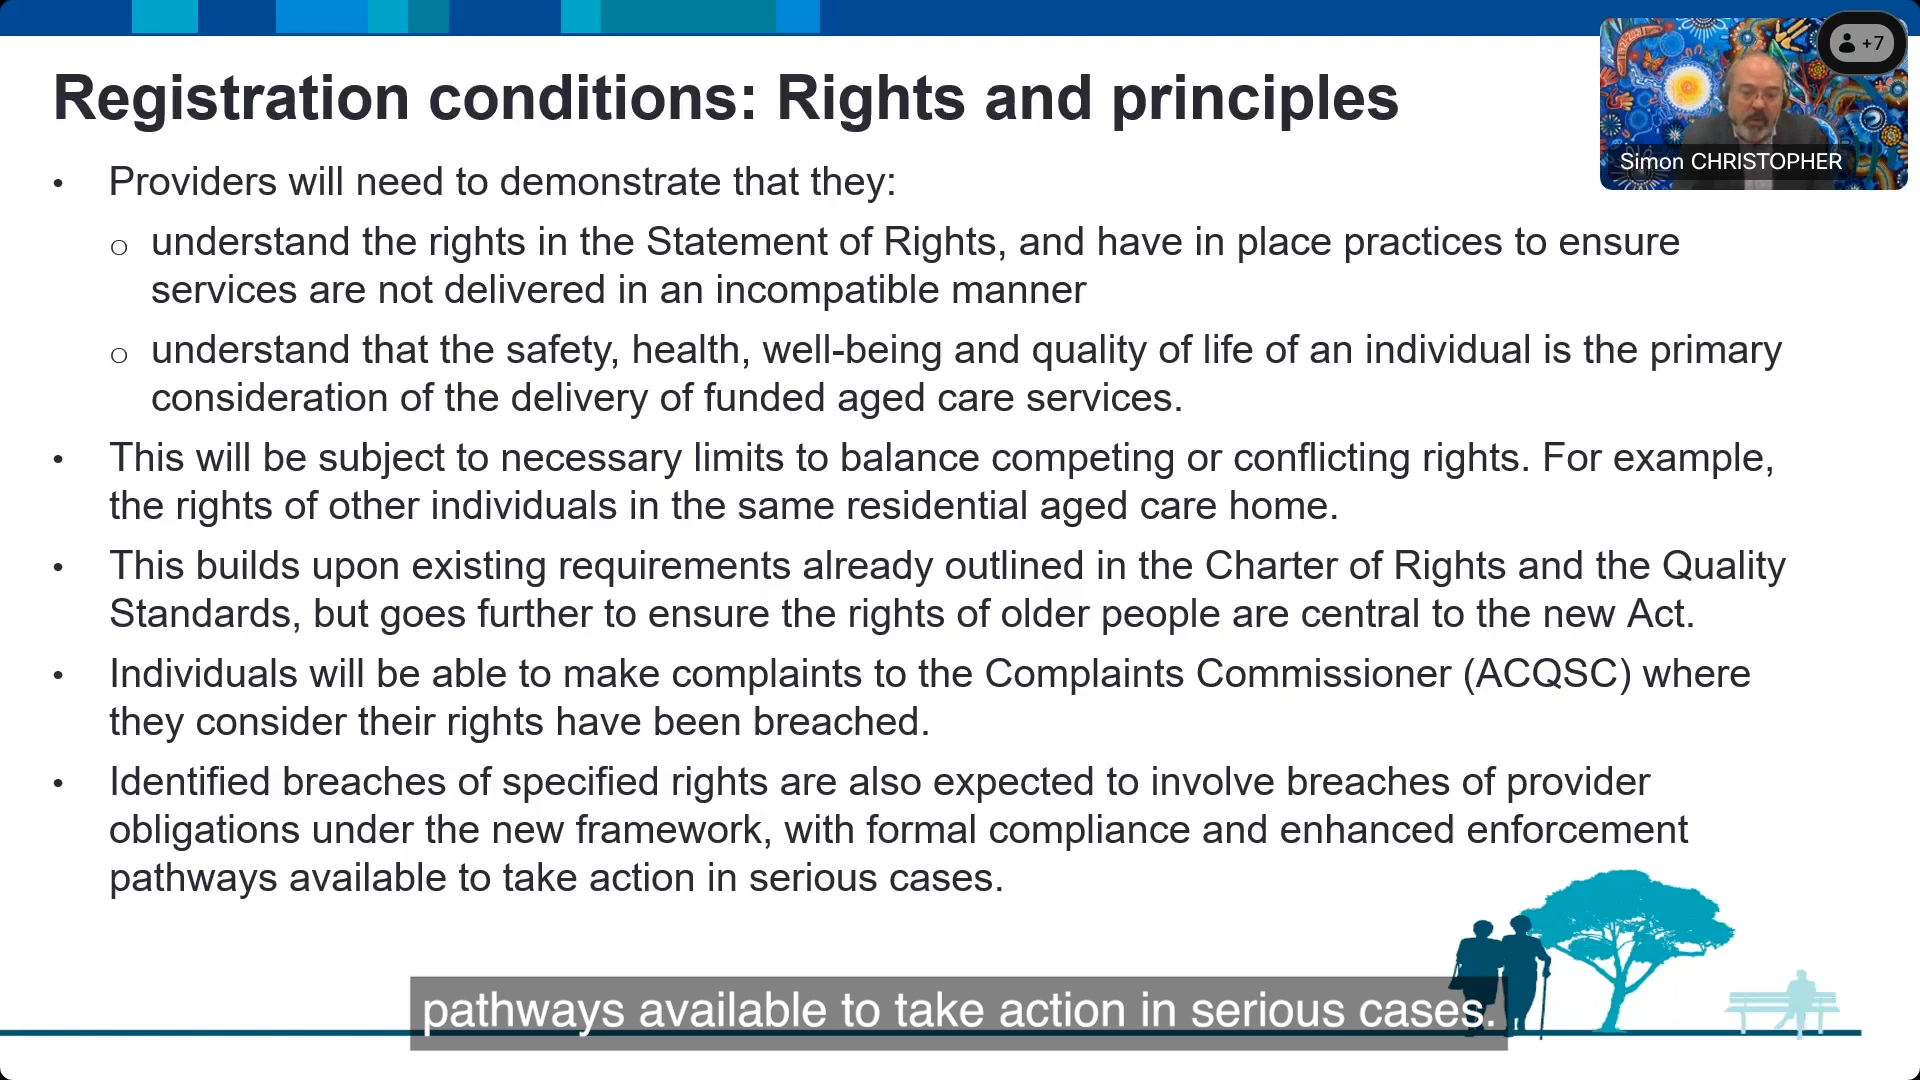 Registration conditions: Rights and principles
+7
Simon CHRISTOPHER
• Providers will need to demonstrate that they:
o understand the rights in the Statement of Rights, and have in place practices to ensure
services are not delivered in an incompatible manner
o understand that the safety, health, well-being and quality of life of an individual is the primary
consideration of the delivery of funded aged care services.
• This will be subject to necessary limits to balance competing or conflicting rights. For example,
the rights of other individuals in the same residential aged care home.
• This builds upon existing requirements already outlined in the Charter of Rights and the Quality
Standards, but goes further to ensure the rights of older people are central to the new Act.
• Individuals will be able to make complaints to the Complaints Commissioner (ACQSC) where
they consider their rights have been breached.
• Identified breaches of specified rights are also expected to involve breaches of provider
obligations under the new framework, with formal compliance and enhanced enforcement
pathways available to take action in serious cases.
pathways available to take action in serious cases.